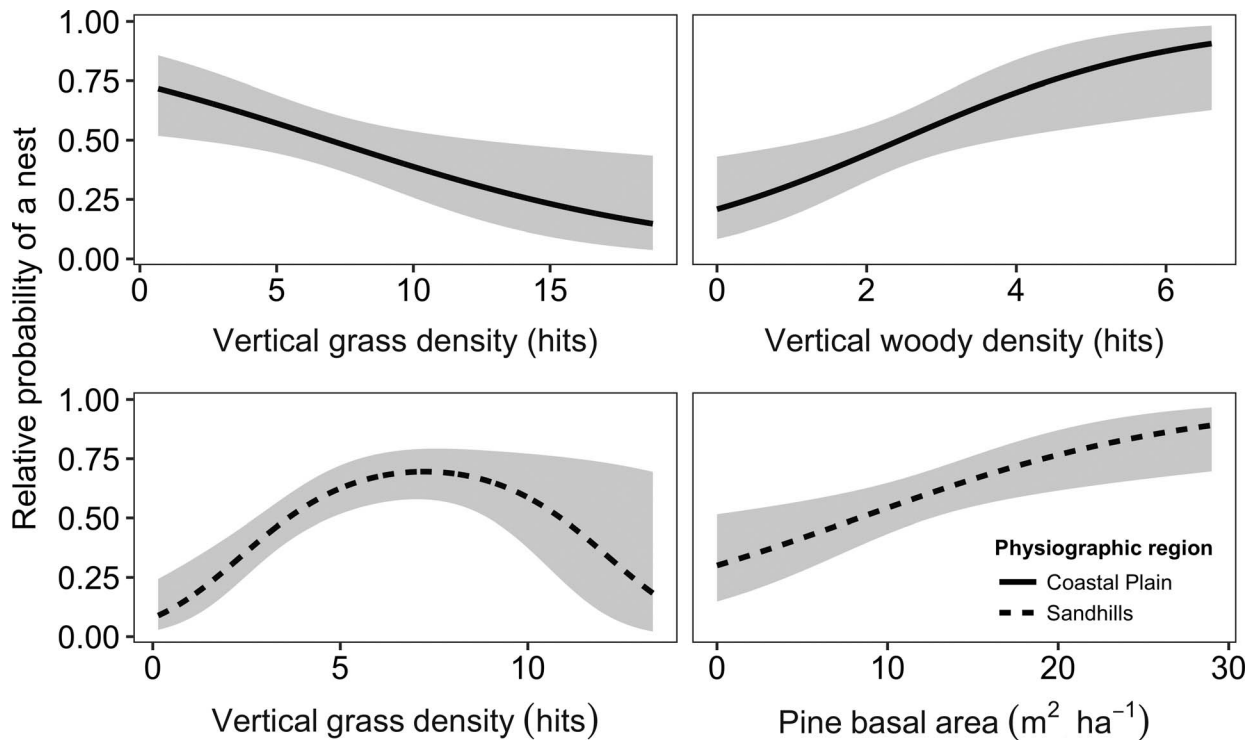 Relative probability of a nest
1.00
0.75
0.50
0.25
0.00
0 5 10 15
Vertical grass density (hits)
0 2 4 6
Vertical woody density (hits)
1.00
0.75
0.50
0.25
0.00
0 5 10
Vertical grass density (hits)
Physiographic region
Coastal Plain
Sandhills
0 10 20 30
Pine basal area (m² ha⁻¹)